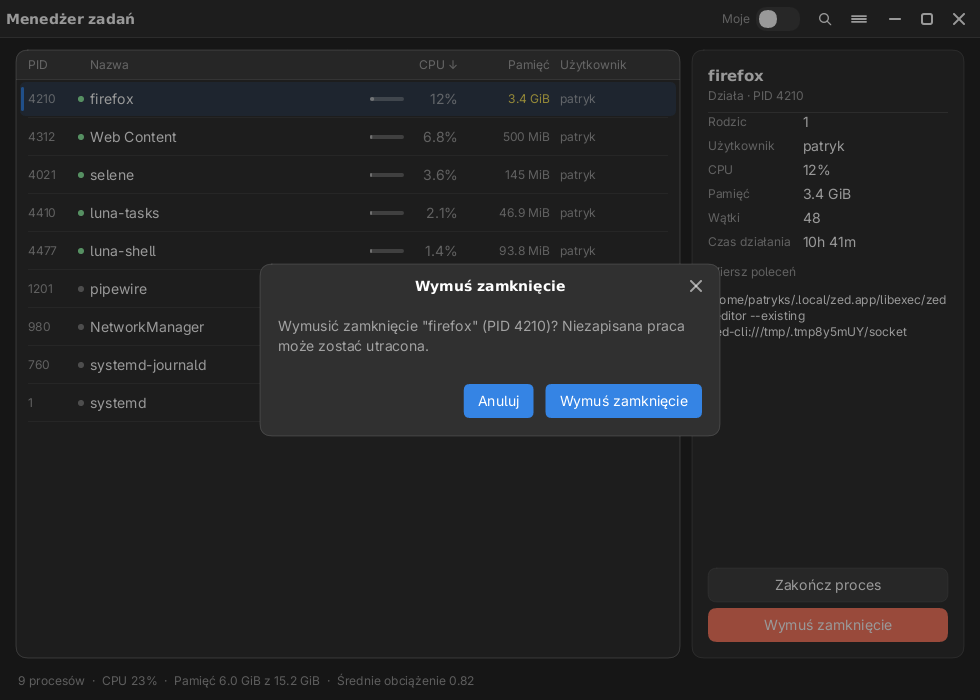 Menedżer zadań
Moje
PID Nazwa CPU ↓ Pamięć Użytkownik
4210 firefox 12% 3.4 GiB patryk
4312 Web Content 6.8% 500 MiB patryk
4021 selene 3.6% 145 MiB patryk
4410 luna-tasks 2.1% 46.9 MiB patryk
4477 luna-shell 1.4% 93.8 MiB patryk
1201 pipewire
980 NetworkManager
760 systemd-journald
1 systemd
firefox
Działa · PID 4210
Rodzic 1
Użytkownik patryk
CPU 12%
Pamięć 3.4 GiB
Wątki 48
Czas działania 10h 41m
iersz poleceń
ome/patryks/.local/zed.app/libexec/zed
editor --existing
ed-cli:///tmp/.tmp8y5mUY/socket
Zakończ proces
Wymuś zamknięcie
Wymuś zamknięcie
Wymusić zamknięcie "firefox" (PID 4210)? Niezapisana praca
może zostać utracona.
Anuluj Wymuś zamknięcie
9 procesów · CPU 23% · Pamięć 6.0 GiB z 15.2 GiB · Średnie obciążenie 0.82